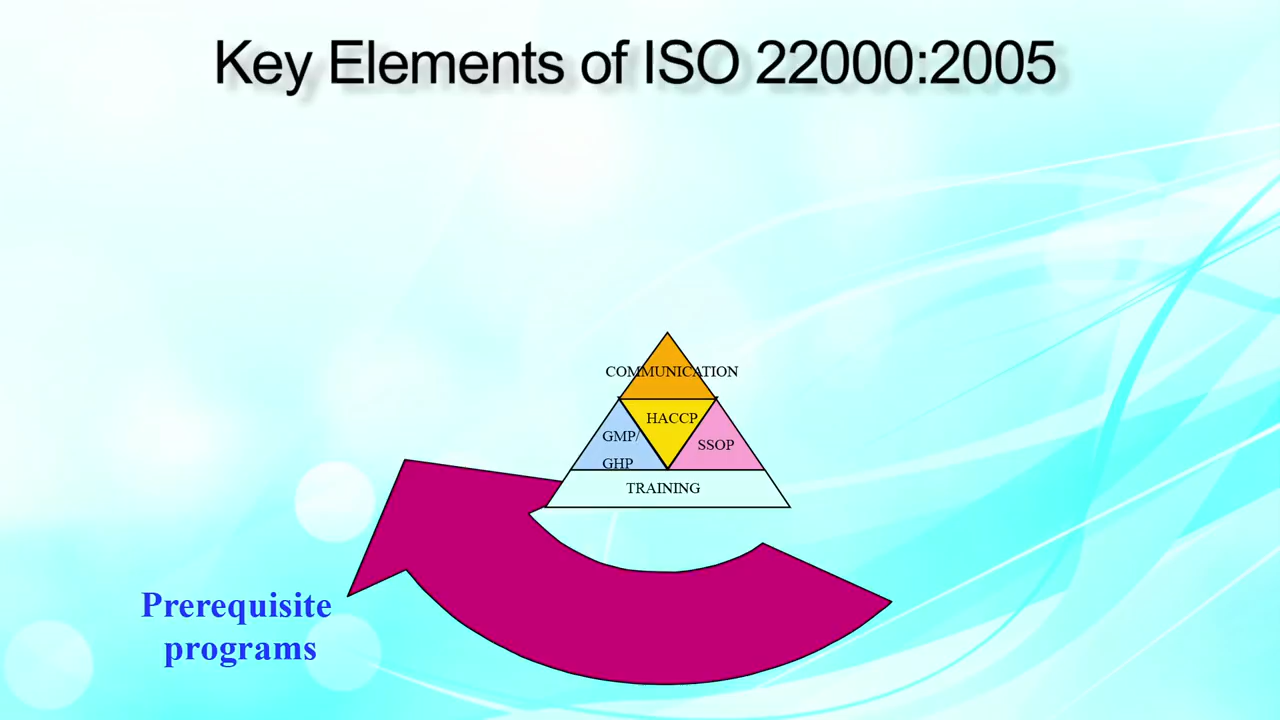 Key Elements of ISO 22000:2005
COMMUNICATION
HACCP
GMP/
GHP
SSOP
TRAINING
Prerequisite
programs